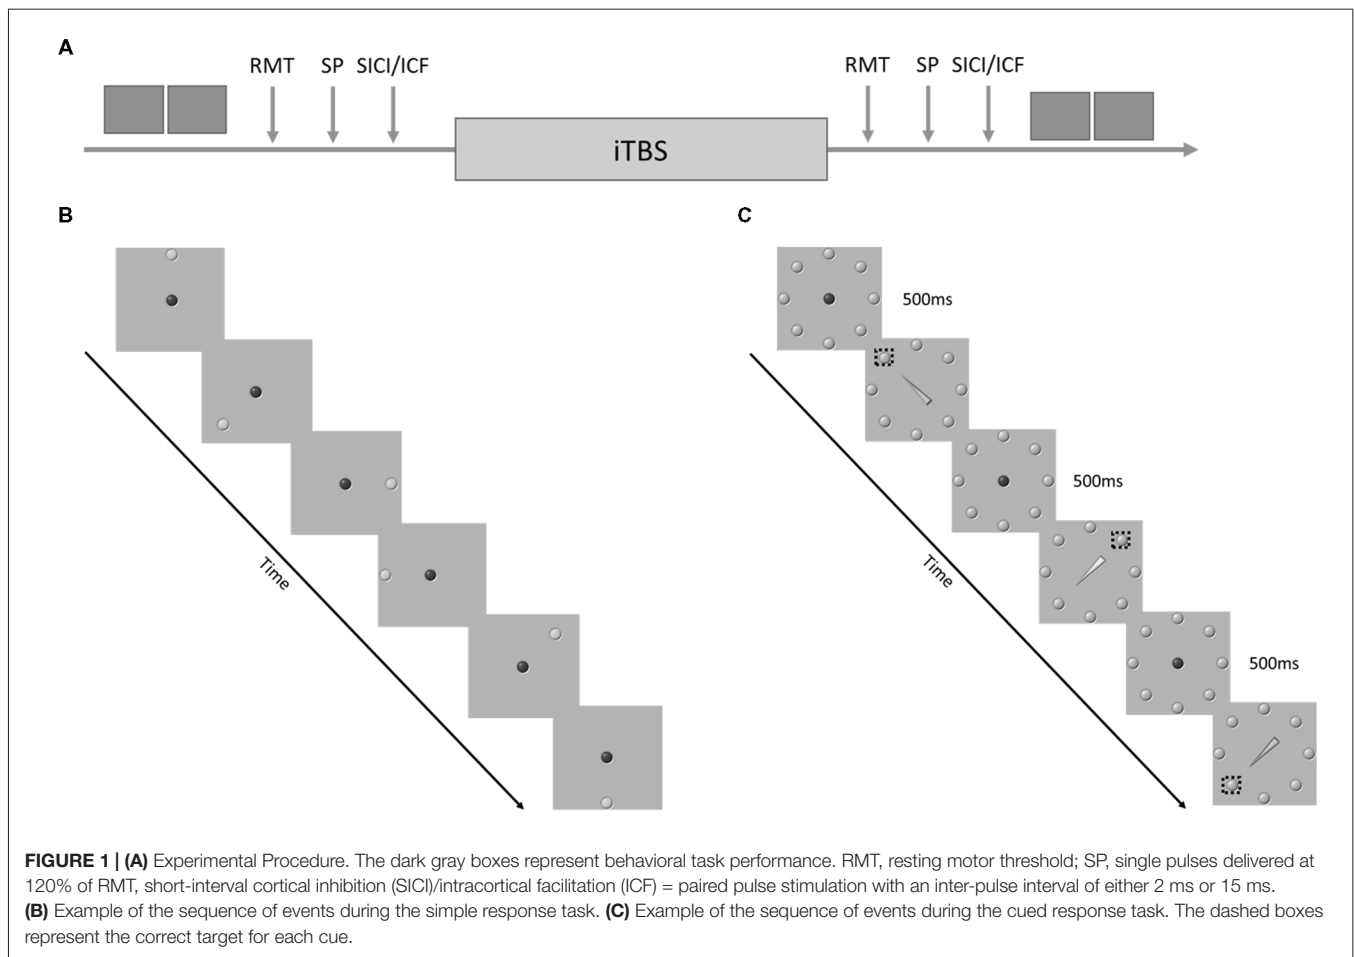 A
RMT SP SICI/ICF
RMT SP SICI/ICF
iTBS
B
Time
C
500ms
500ms
Time
500ms
FIGURE 1 | (A) Experimental Procedure. The dark gray boxes represent behavioral task performance. RMT, resting motor threshold; SP, single pulses delivered at
120% of RMT, short-interval cortical inhibition (SICI)/intracortical facilitation (ICF) = paired pulse stimulation with an inter-pulse interval of either 2 ms or 15 ms.
(B) Example of the sequence of events during the simple response task. (C) Example of the sequence of events during the cued response task. The dashed boxes
represent the correct target for each cue.